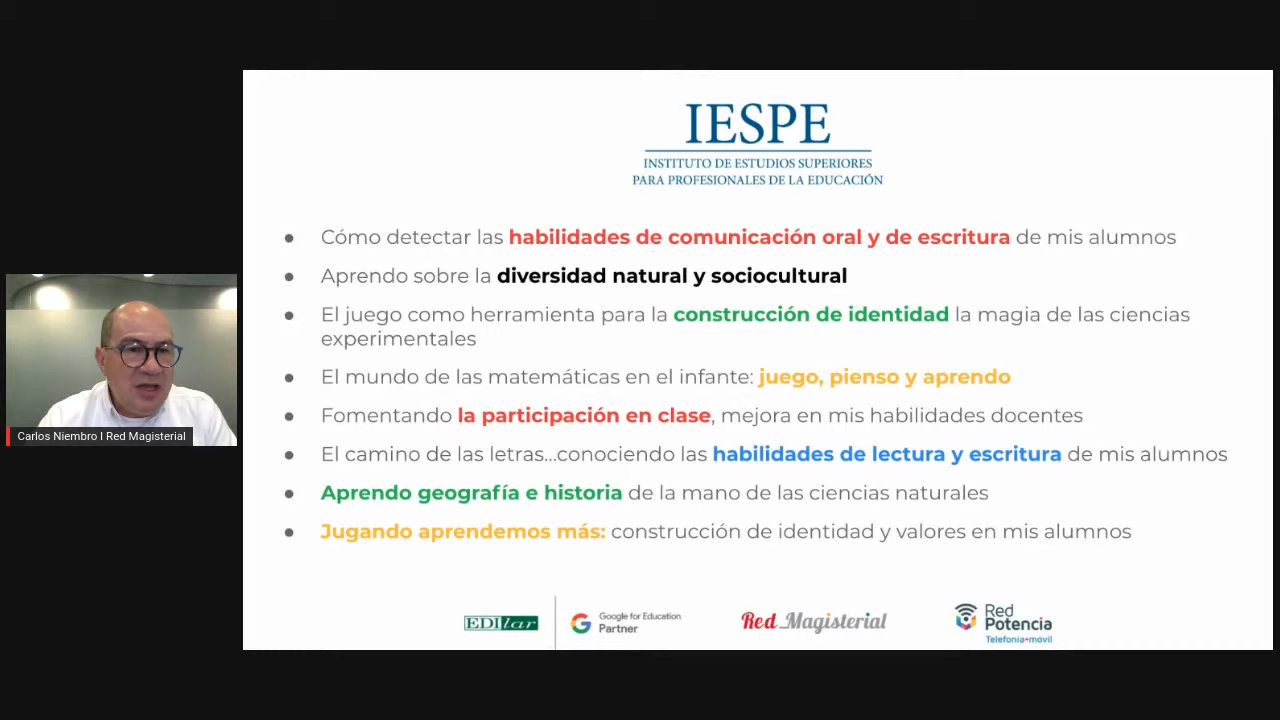 IESPE
INSTITUTO DE ESTUDIOS SUPERIORES
PARA PROFESIONALES DE LA EDUCACIÓN
● Cómo detectar las habilidades de comunicación oral y de escritura de mis alumnos
● Aprendo sobre la diversidad natural y sociocultural
● El juego como herramienta para la construcción de identidad la magia de las ciencias
experimentales
● El mundo de las matemáticas en el infante: juego, pienso y aprendo
● Fomentando la participación en clase, mejora en mis habilidades docentes
● El camino de las letras...conociendo las habilidades de lectura y escritura de mis alumnos
● Aprendo geografía e historia de la mano de las ciencias naturales
● Jugando aprendemos más: construcción de identidad y valores en mis alumnos
Carlos Niembro I Red Magisterial
EDIlar
Google for Education
Partner
Red_Magisterial
Red
Potencia
Telefonía•móvil